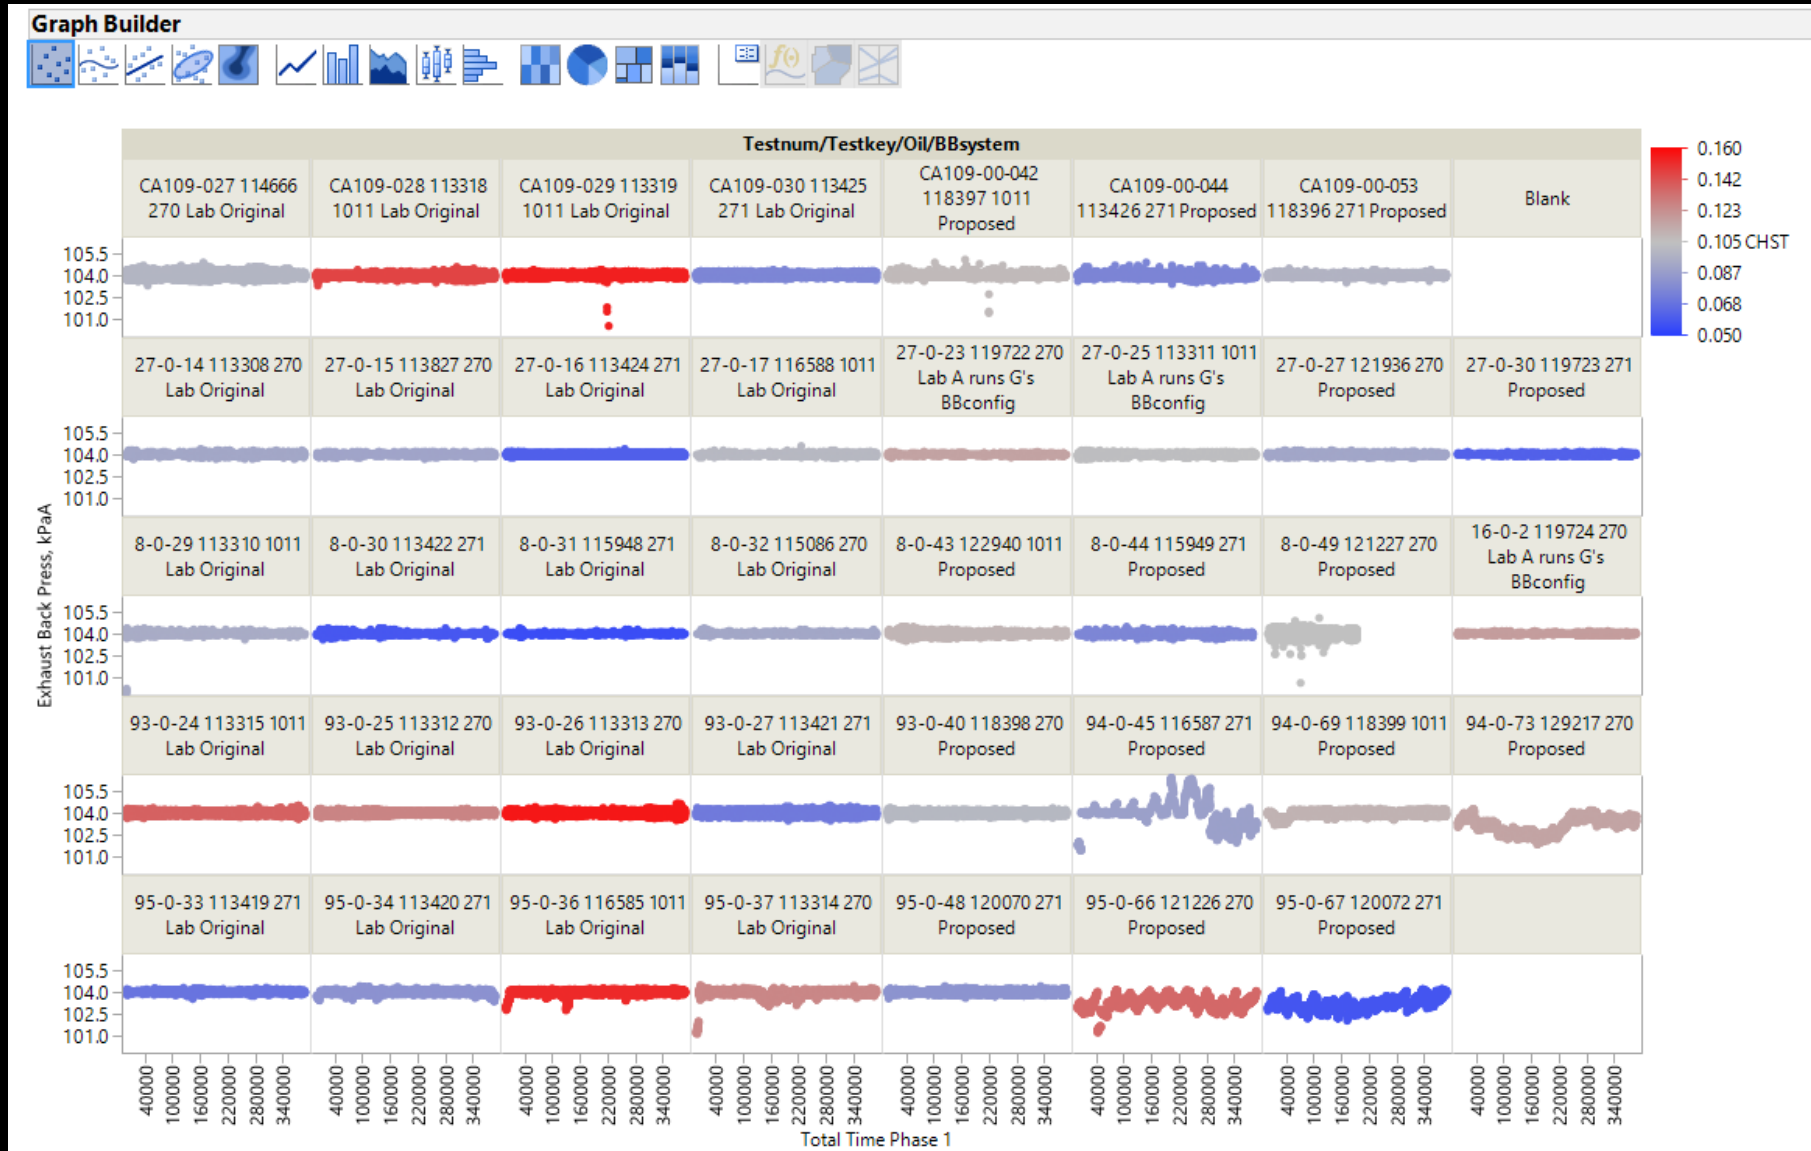 Graph Builder
Testnum/Testkey/Oil/BBsystem
CA109-027 114666
270 Lab Original
CA109-028 113318
1011 Lab Original
CA109-029 113319
1011 Lab Original
CA109-030 113425
271 Lab Original
CA109-00-042
118397 1011
Proposed
CA109-00-044
113426 271 Proposed
CA109-00-053
118396 271 Proposed
Blank
0.160
0.142
0.123
0.105 CHST
0.087
0.068
0.050
105.5
104.0
102.5
101.0
27-0-14 113308 270
Lab Original
27-0-15 113827 270
Lab Original
27-0-16 113424 271
Lab Original
27-0-17 116588 1011
Lab Original
27-0-23 119722 270
Lab A runs G's
BBconfig
27-0-25 113311 1011
Lab A runs G's
BBconfig
27-0-27 121936 270
Proposed
27-0-30 119723 271
Proposed
105.5
104.0
102.5
101.0
Exhaust Back Press, kPaA
8-0-29 113310 1011
Lab Original
8-0-30 113422 271
Lab Original
8-0-31 115948 271
Lab Original
8-0-32 115086 270
Lab Original
8-0-43 122940 1011
Proposed
8-0-44 115949 271
Proposed
8-0-49 121227 270
Proposed
16-0-2 119724 270
Lab A runs G's
BBconfig
105.5
104.0
102.5
101.0
93-0-24 113315 1011
Lab Original
93-0-25 113312 270
Lab Original
93-0-26 113313 270
Lab Original
93-0-27 113421 271
Lab Original
93-0-40 118398 270
Proposed
94-0-45 116587 271
Proposed
94-0-69 118399 1011
Proposed
94-0-73 129217 270
Proposed
105.5
104.0
102.5
101.0
95-0-33 113419 271
Lab Original
95-0-34 113420 271
Lab Original
95-0-36 116585 1011
Lab Original
95-0-37 113314 270
Lab Original
95-0-48 120070 271
Proposed
95-0-66 121226 270
Proposed
95-0-67 120072 271
Proposed
105.5
104.0
102.5
101.0
40000 100000 160000 220000 280000 340000
40000 100000 160000 220000 280000 340000
40000 100000 160000 220000 280000 340000
40000 100000 160000 220000 280000 340000
40000 100000 160000 220000 280000 340000
40000 100000 160000 220000 280000 340000
40000 100000 160000 220000 280000 340000
40000 100000 160000 220000 280000 340000
Total Time Phase 1